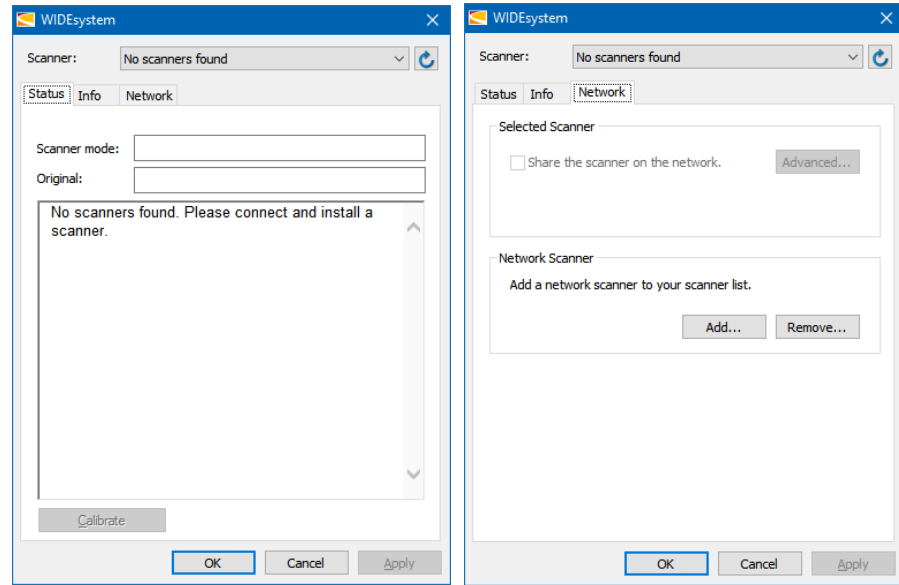 WIDEsystem
Scanner: No scanners found
Status Info Network
Scanner mode:
Original:
No scanners found. Please connect and install a
scanner.
Calibrate
OK Cancel Apply
WIDEsystem
Scanner: No scanners found
Status Info Network
Selected Scanner
Share the scanner on the network. Advanced...
Network Scanner
Add a network scanner to your scanner list.
Add... Remove...
OK Cancel Apply